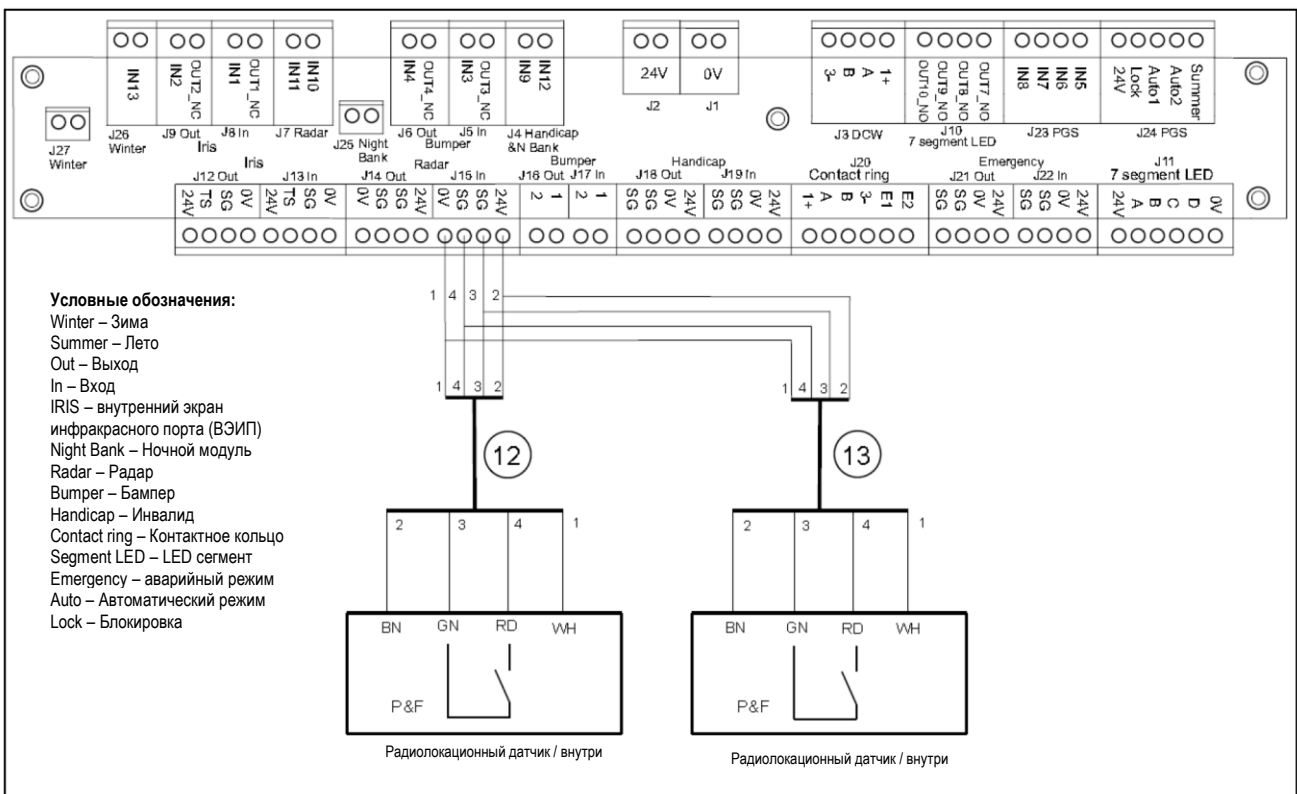 IN13
IN2
OUT2_NC
IN1
OUT1_NC
IN11
IN10
IN4
OUT4_NC
IN3
OUT3_NC
IN9
IN12
24V
0V
3-
B
A
1+
OUT10_NO
OUT9_NO
OUT8_NO
OUT7_NO
IN8
IN7
IN6
IN5
24V
Lock
Auto1
Auto2
Summer
J2
J1
J27
Winter
J26
Winter
J9 Out
J8 In
Iris
J7 Radar
J25 Night
Bank
J6 Out
J5 In
Bumper
J4 Handicap
&N Bank
J3 DCW
J10
7 segment LED
J23 PGS
J24 PGS
Iris
J12 Out
J13 In
Radar
J14 Out
J15 In
Bumper
J16 Out
J17 In
Handicap
J18 Out
J19 In
J20
Contact ring
Emergency
J21 Out
J22 In
J11
7 segment LED
24V
TS
SG
0V
24V
TS
SG
0V
0V
SG
SG
24V
0V
SG
SG
24V
2
1
2
1
SG
SG
0V
24V
SG
SG
0V
24V
1+
A
B
3-
E1
E2
SG
SG
0V
24V
SG
SG
0V
24V
24V
A
B
C
D
0V
Условные обозначения:
Winter – Зима
Summer – Лето
Out – Выход
In – Вход
IRIS – внутренний экран
инфракрасного порта (ВЭИП)
Night Bank – Ночной модуль
Radar – Радар
Bumper – Бампер
Handicap – Инвалид
Contact ring – Контактное кольцо
Segment LED – LED сегмент
Emergency – аварийный режим
Auto – Автоматический режим
Lock – Блокировка
1 4 3 2
1 4 3 2
1 4 3 2
12
13
2 3 4 1
2 3 4 1
BN GN RD WH
BN GN RD WH
P&F
P&F
Радиолокационный датчик / внутри
Радиолокационный датчик / внутри